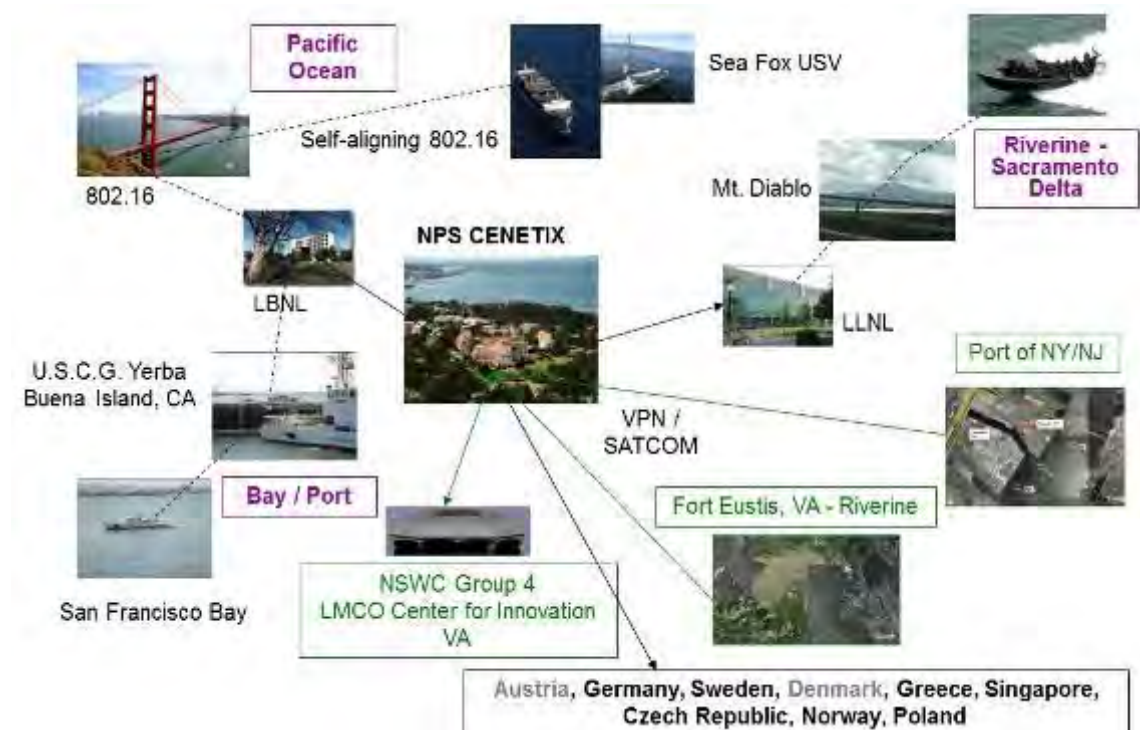 Pacific
Ocean
Sea Fox USV
Self-aligning 802.16
802.16
Riverine -
Sacramento
Delta
Mt. Diablo
NPS CENETIX
LBNL
LLNL
U.S.C.G. Yerba
Buena Island, CA
Port of NY/NJ
VPN /
SATCOM
Bay / Port
Fort Eustis, VA - Riverine
San Francisco Bay
NSWC Group 4
LMCO Center for Innovation
VA
Austria, Germany, Sweden, Denmark, Greece, Singapore,
Czech Republic, Norway, Poland